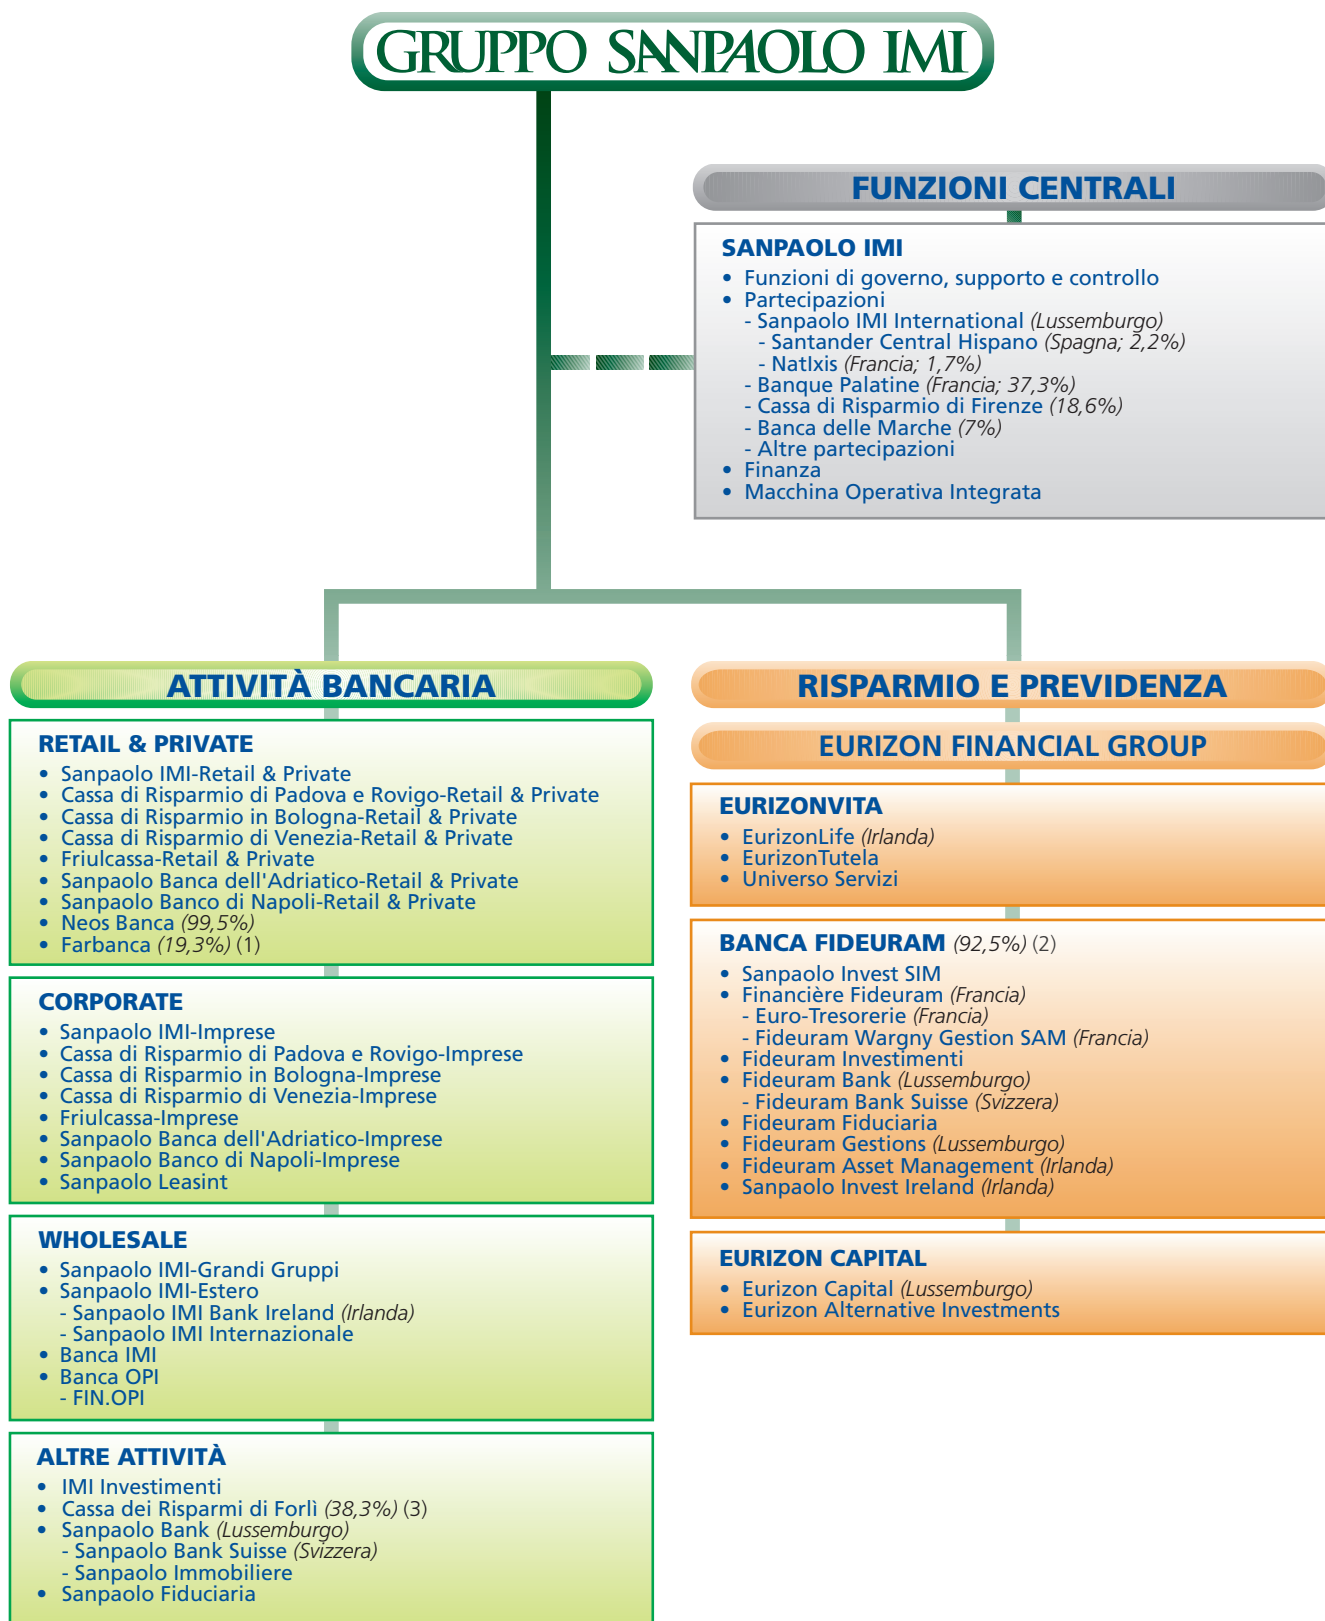 GRUPPO SANPAOLO IMI
FUNZIONI CENTRALI
SANPAOLO IMI
• Funzioni di governo, supporto e controllo
• Partecipazioni
- Sanpaolo IMI International (Lussemburgo)
- Santander Central Hispano (Spagna; 2,2%)
- NatIxis (Francia; 1,7%)
- Banque Palatine (Francia; 37,3%)
- Cassa di Risparmio di Firenze (18,6%)
- Banca delle Marche (7%)
- Altre partecipazioni
• Finanza
• Macchina Operativa Integrata
ATTIVITÀ BANCARIA
RETAIL & PRIVATE
• Sanpaolo IMI-Retail & Private
• Cassa di Risparmio di Padova e Rovigo-Retail & Private
• Cassa di Risparmio in Bologna-Retail & Private
• Cassa di Risparmio di Venezia-Retail & Private
• Friulcassa-Retail & Private
• Sanpaolo Banca dell'Adriatico-Retail & Private
• Sanpaolo Banco di Napoli-Retail & Private
• Neos Banca (99,5%)
• Farbanca (19,3%) (1)
CORPORATE
• Sanpaolo IMI-Imprese
• Cassa di Risparmio di Padova e Rovigo-Imprese
• Cassa di Risparmio in Bologna-Imprese
• Cassa di Risparmio di Venezia-Imprese
• Friulcassa-Imprese
• Sanpaolo Banca dell'Adriatico-Imprese
• Sanpaolo Banco di Napoli-Imprese
• Sanpaolo Leasint
WHOLESALE
• Sanpaolo IMI-Grandi Gruppi
• Sanpaolo IMI-Estero
- Sanpaolo IMI Bank Ireland (Irlanda)
- Sanpaolo IMI Internazionale
• Banca IMI
• Banca OPI
- FIN.OPI
ALTRE ATTIVITÀ
• IMI Investimenti
• Cassa dei Risparmi di Forlì (38,3%) (3)
• Sanpaolo Bank (Lussemburgo)
- Sanpaolo Bank Suisse (Svizzera)
- Sanpaolo Immobiliere
• Sanpaolo Fiduciaria
RISPARMIO E PREVIDENZA
EURIZON FINANCIAL GROUP
EURIZONVITA
• EurizonLife (Irlanda)
• EurizonTutela
• Universo Servizi
BANCA FIDEURAM (92,5%) (2)
• Sanpaolo Invest SIM
• Financière Fideuram (Francia)
- Euro-Tresorerie (Francia)
- Fideuram Wargny Gestion SAM (Francia)
• Fideuram Investimenti
• Fideuram Bank (Lussemburgo)
- Fideuram Bank Suisse (Svizzera)
• Fideuram Fiduciaria
• Fideuram Gestions (Lussemburgo)
• Fideuram Asset Management (Irlanda)
• Sanpaolo Invest Ireland (Irlanda)
EURIZON CAPITAL
• Eurizon Capital (Lussemburgo)
• Eurizon Alternative Investments